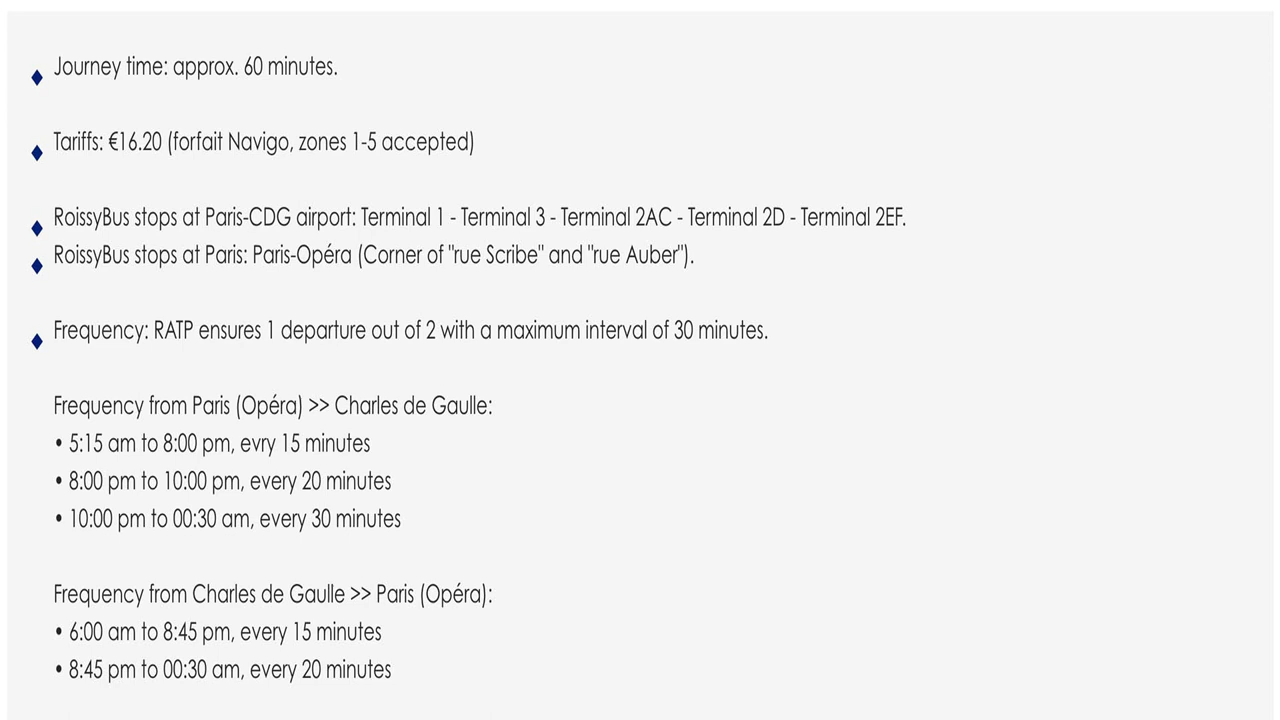 Journey time: approx. 60 minutes.
Tariffs: €16.20 (forfait Navigo, zones 1-5 accepted)
RoissyBus stops at Paris-CDG airport: Terminal 1 - Terminal 3 - Terminal 2AC - Terminal 2D - Terminal 2EF.
RoissyBus stops at Paris: Paris-Opéra (Corner of "rue Scribe" and "rue Auber").
Frequency: RATP ensures 1 departure out of 2 with a maximum interval of 30 minutes.
Frequency from Paris (Opéra) >> Charles de Gaulle:
• 5:15 am to 8:00 pm, evry 15 minutes
• 8:00 pm to 10:00 pm, every 20 minutes
• 10:00 pm to 00:30 am, every 30 minutes
Frequency from Charles de Gaulle >> Paris (Opéra):
• 6:00 am to 8:45 pm, every 15 minutes
• 8:45 pm to 00:30 am, every 20 minutes